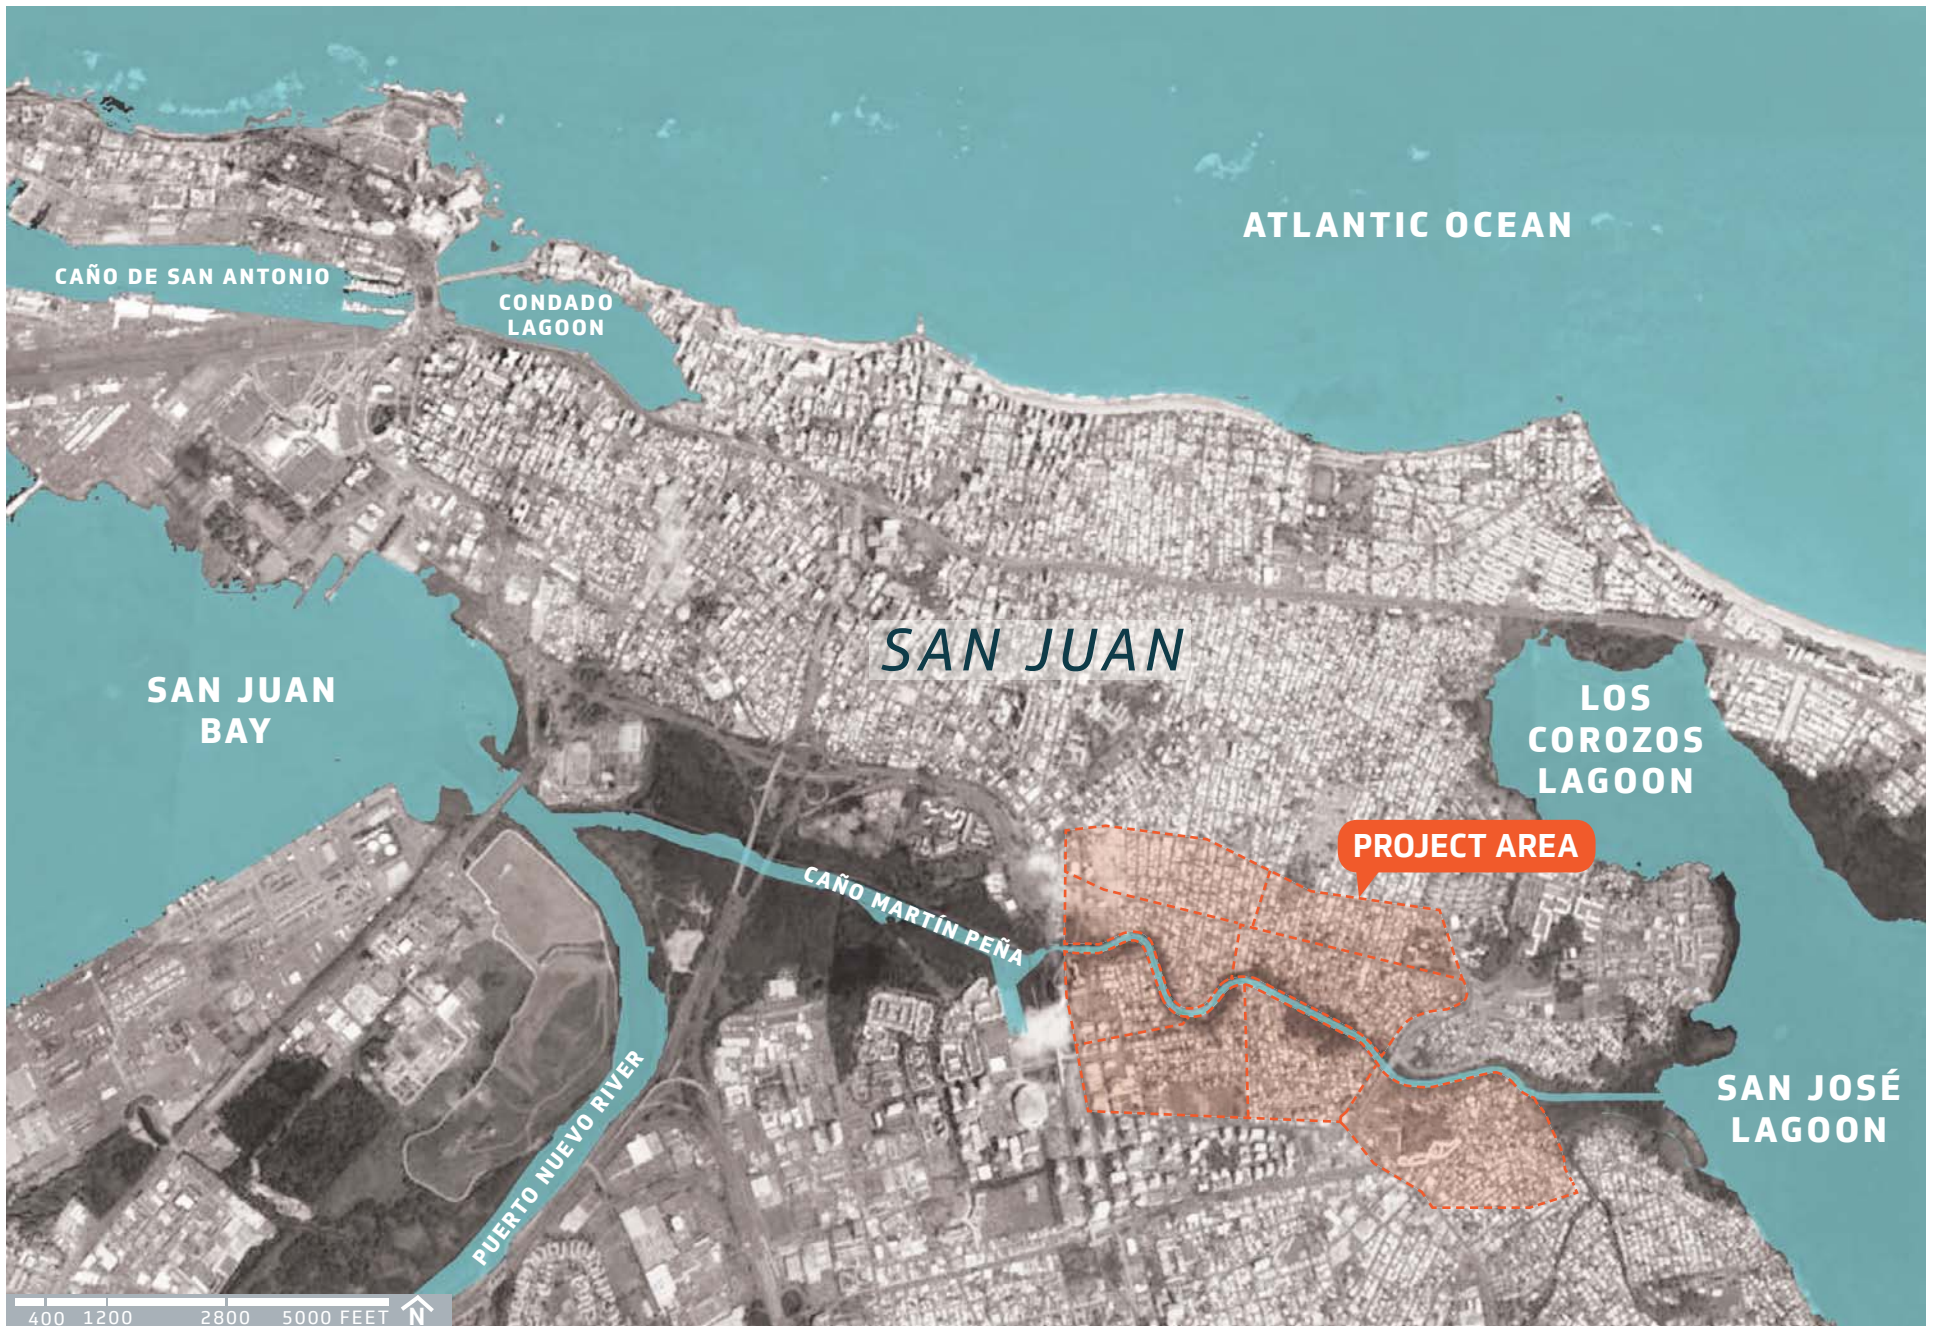 ATLANTIC OCEAN
CAÑO DE SAN ANTONIO
CONDADO
LAGOON
SAN JUAN
SAN JUAN
BAY
LOS
COROZOS
LAGOON
PROJECT AREA
CAÑO MARTÍN PEÑA
PUERTO NUEVO RIVER
SAN JOSÉ
LAGOON
400 1200 2800 5000 FEET N